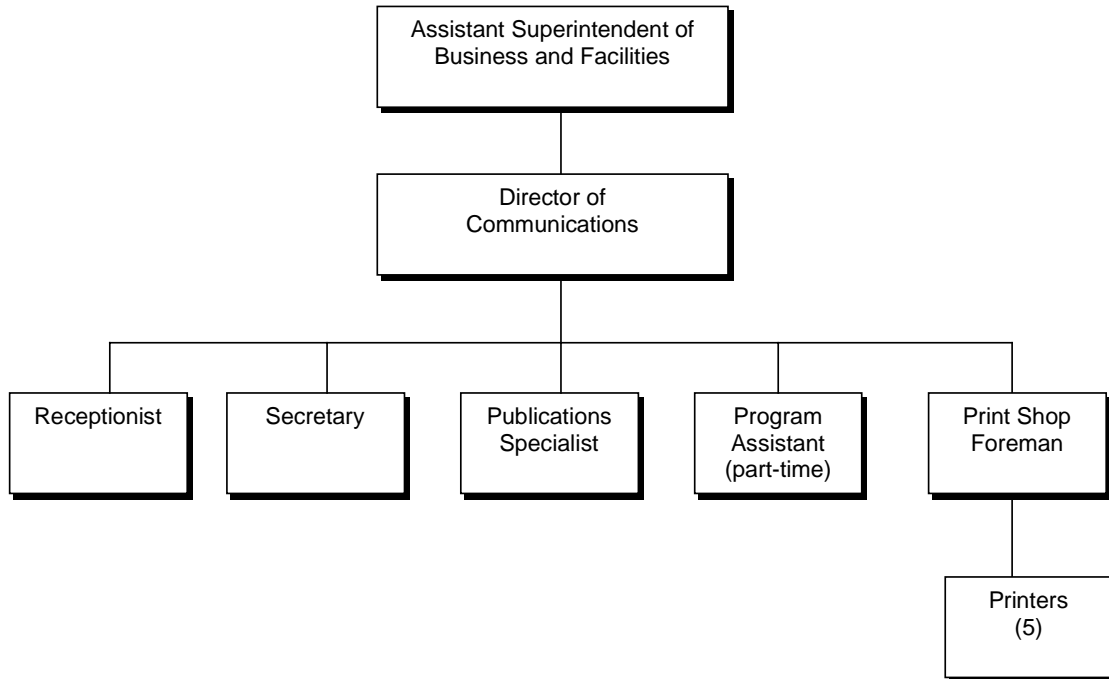 Assistant Superintendent of
Business and Facilities
Director of
Communications
Receptionist
Secretary
Publications
Specialist
Program
Assistant
(part-time)
Print Shop
Foreman
Printers
(5)